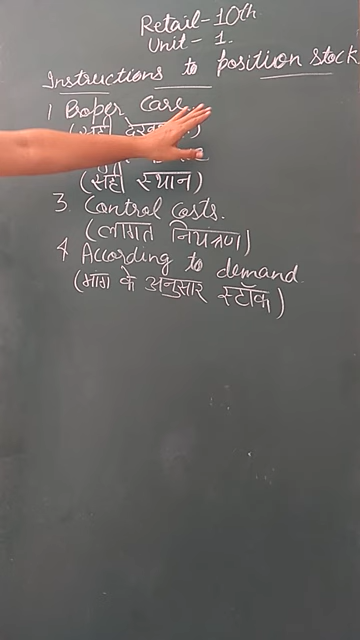 Retail-10th
Unit - 1.
Instructions to position stock
1 Proper Care.
(सही
(सही स्थान)
3. Control costs.
(लागत नियंत्रण)
4. According to demand
(मांग के अनुसार स्टॉक)